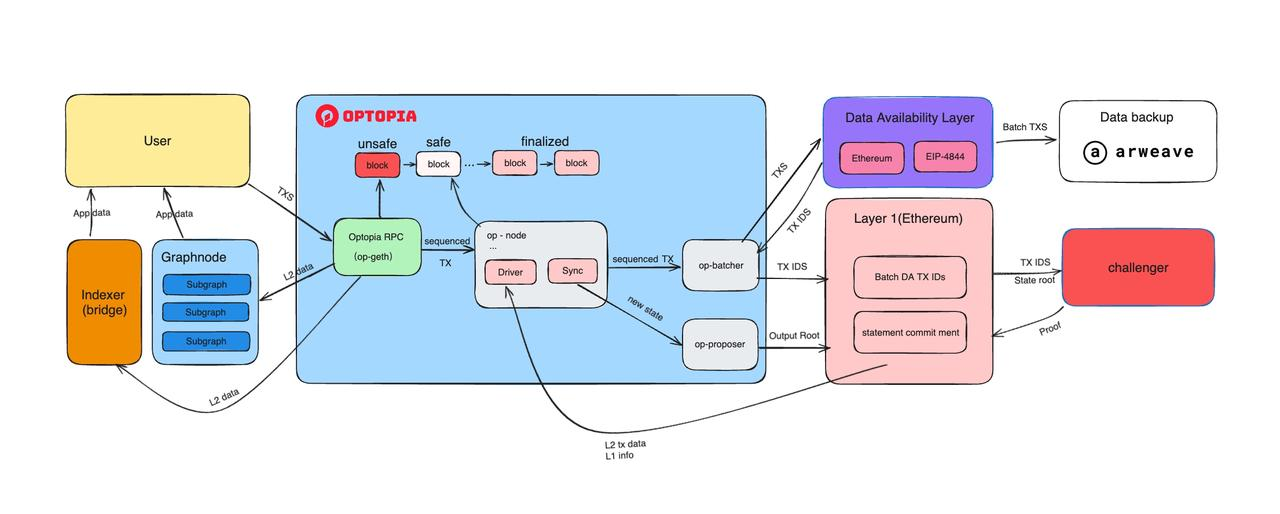 User
App data
App data
Indexer
(bridge)
Graphnode
Subgraph
Subgraph
Subgraph
TXS
L2 data
L2 data
OPTOPIA
unsafe
safe
finalized
block
block
...
block
block
Optopia RPC
(op-geth)
sequenced
TX
op - node
...
Driver
Sync
sequenced TX
new state
op-batcher
op-proposer
TXS
TX IDS
TX IDS
Output Root
L2 tx data
L1 info
Data Availability Layer
Ethereum
EIP-4844
Batch TXS
Data backup
a arweave
Layer 1(Ethereum)
Batch DA TX IDs
statement commit ment
TX IDS
State root
Proof
challenger